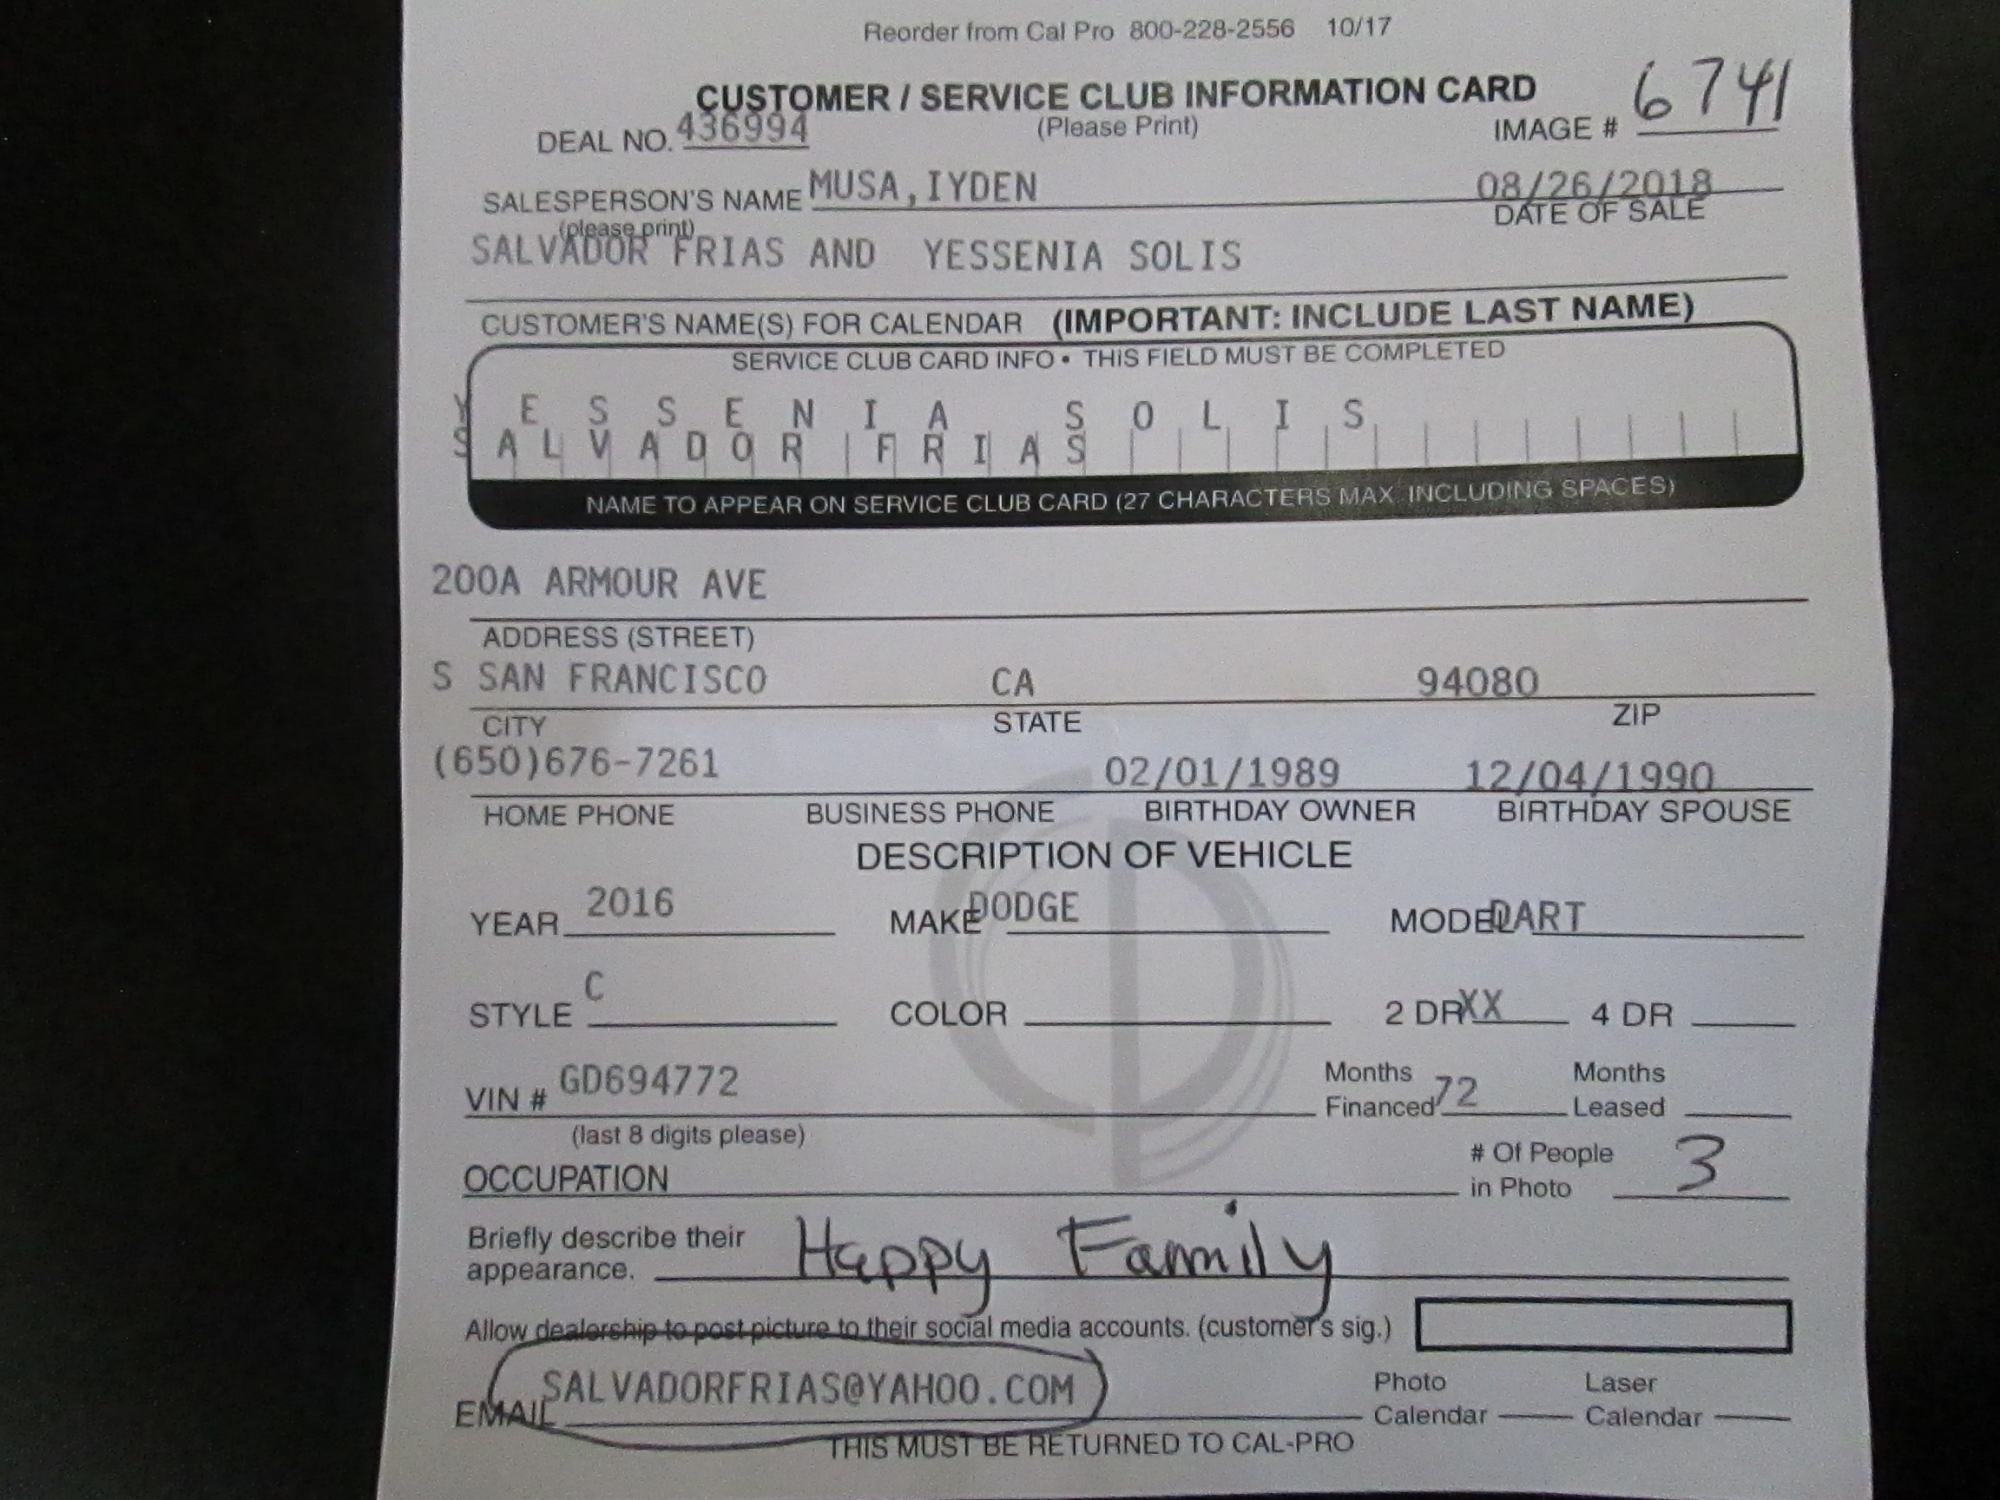 Reorder from Cal Pro 800-228-2556 10/17
CUSTOMER / SERVICE CLUB INFORMATION CARD
(Please Print)
DEAL NO. 436994
IMAGE # 6741
SALESPERSON'S NAME MUSA,IYDEN 08/26/2018
(please print) DATE OF SALE
SALVADOR FRIAS AND YESSENIA SOLIS
CUSTOMER'S NAME(S) FOR CALENDAR (IMPORTANT: INCLUDE LAST NAME)
SERVICE CLUB CARD INFO • THIS FIELD MUST BE COMPLETED
YESSENIA SOLIS
SALVADOR FRIAS
NAME TO APPEAR ON SERVICE CLUB CARD (27 CHARACTERS MAX. INCLUDING SPACES)
200A ARMOUR AVE
ADDRESS (STREET)
S SAN FRANCISCO CA 94080
CITY STATE ZIP
(650)676-7261 02/01/1989 12/04/1990
HOME PHONE BUSINESS PHONE BIRTHDAY OWNER BIRTHDAY SPOUSE
DESCRIPTION OF VEHICLE
YEAR 2016 MAKE DODGE MODEL DART
STYLE C COLOR 2 DR XX 4 DR
VIN # GD694772 Months Financed 72 Months Leased
(last 8 digits please)
OCCUPATION # Of People in Photo 3
Briefly describe their appearance. Happy Family
Allow dealership to post picture to their social media accounts. (customer's sig.)
EMAIL SALVADORFRIAS@YAHOO.COM Photo Calendar Laser Calendar
THIS MUST BE RETURNED TO CAL-PRO